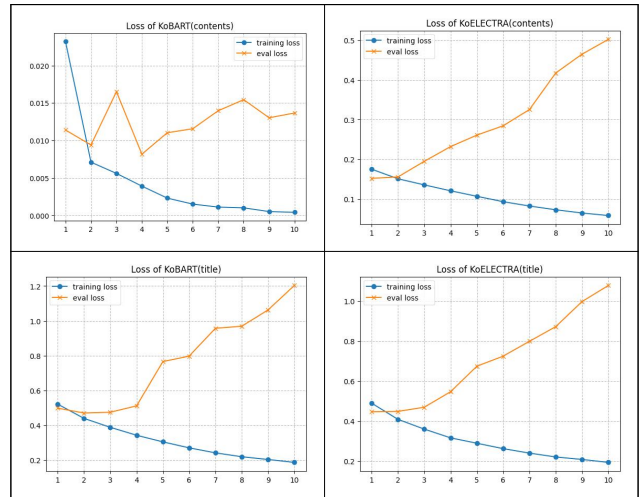 Loss of KoBART(contents)
training loss
eval loss
0.020
0.015
0.010
0.005
0.000
1 2 3 4 5 6 7 8 9 10
Loss of KoELECTRA(contents)
training loss
eval loss
0.5
0.4
0.3
0.2
0.1
1 2 3 4 5 6 7 8 9 10
Loss of KoBART(title)
training loss
eval loss
1.2
1.0
0.8
0.6
0.4
0.2
1 2 3 4 5 6 7 8 9 10
Loss of KoELECTRA(title)
training loss
eval loss
1.0
0.8
0.6
0.4
0.2
1 2 3 4 5 6 7 8 9 10